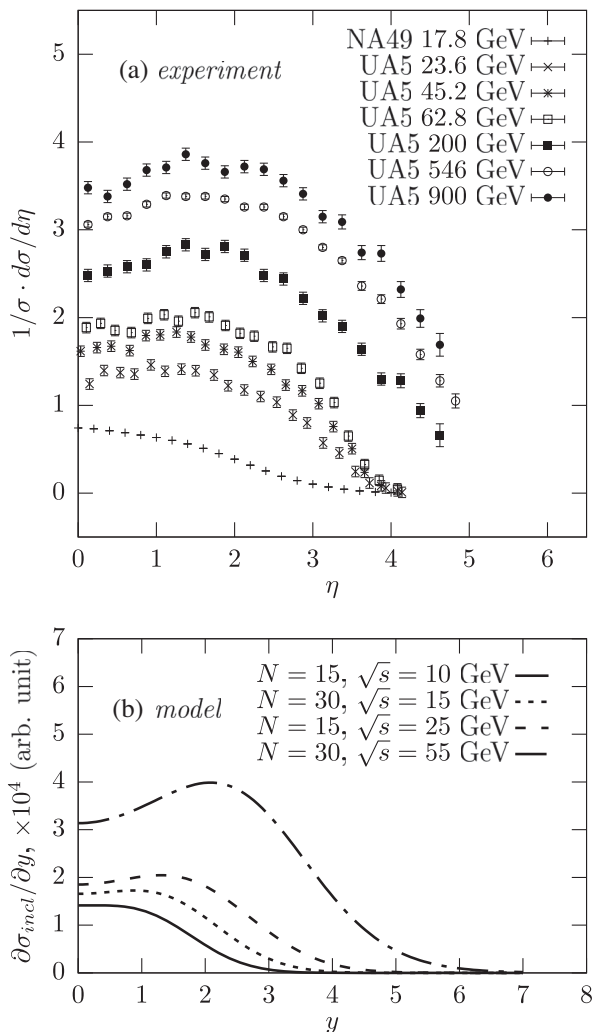 5
4
3
2
1
0
1/σ · dσ/dη
(a) experiment
NA49 17.8 GeV
UA5 23.6 GeV
UA5 45.2 GeV
UA5 62.8 GeV
UA5 200 GeV
UA5 546 GeV
UA5 900 GeV
0 1 2 3 4 5 6
η
7
6
5
4
3
2
1
0
∂σ_incl/∂y, ×10⁴ (arb. unit)
(b) model
N = 15, √s = 10 GeV
N = 30, √s = 15 GeV
N = 15, √s = 25 GeV
N = 30, √s = 55 GeV
0 1 2 3 4 5 6 7 8
y